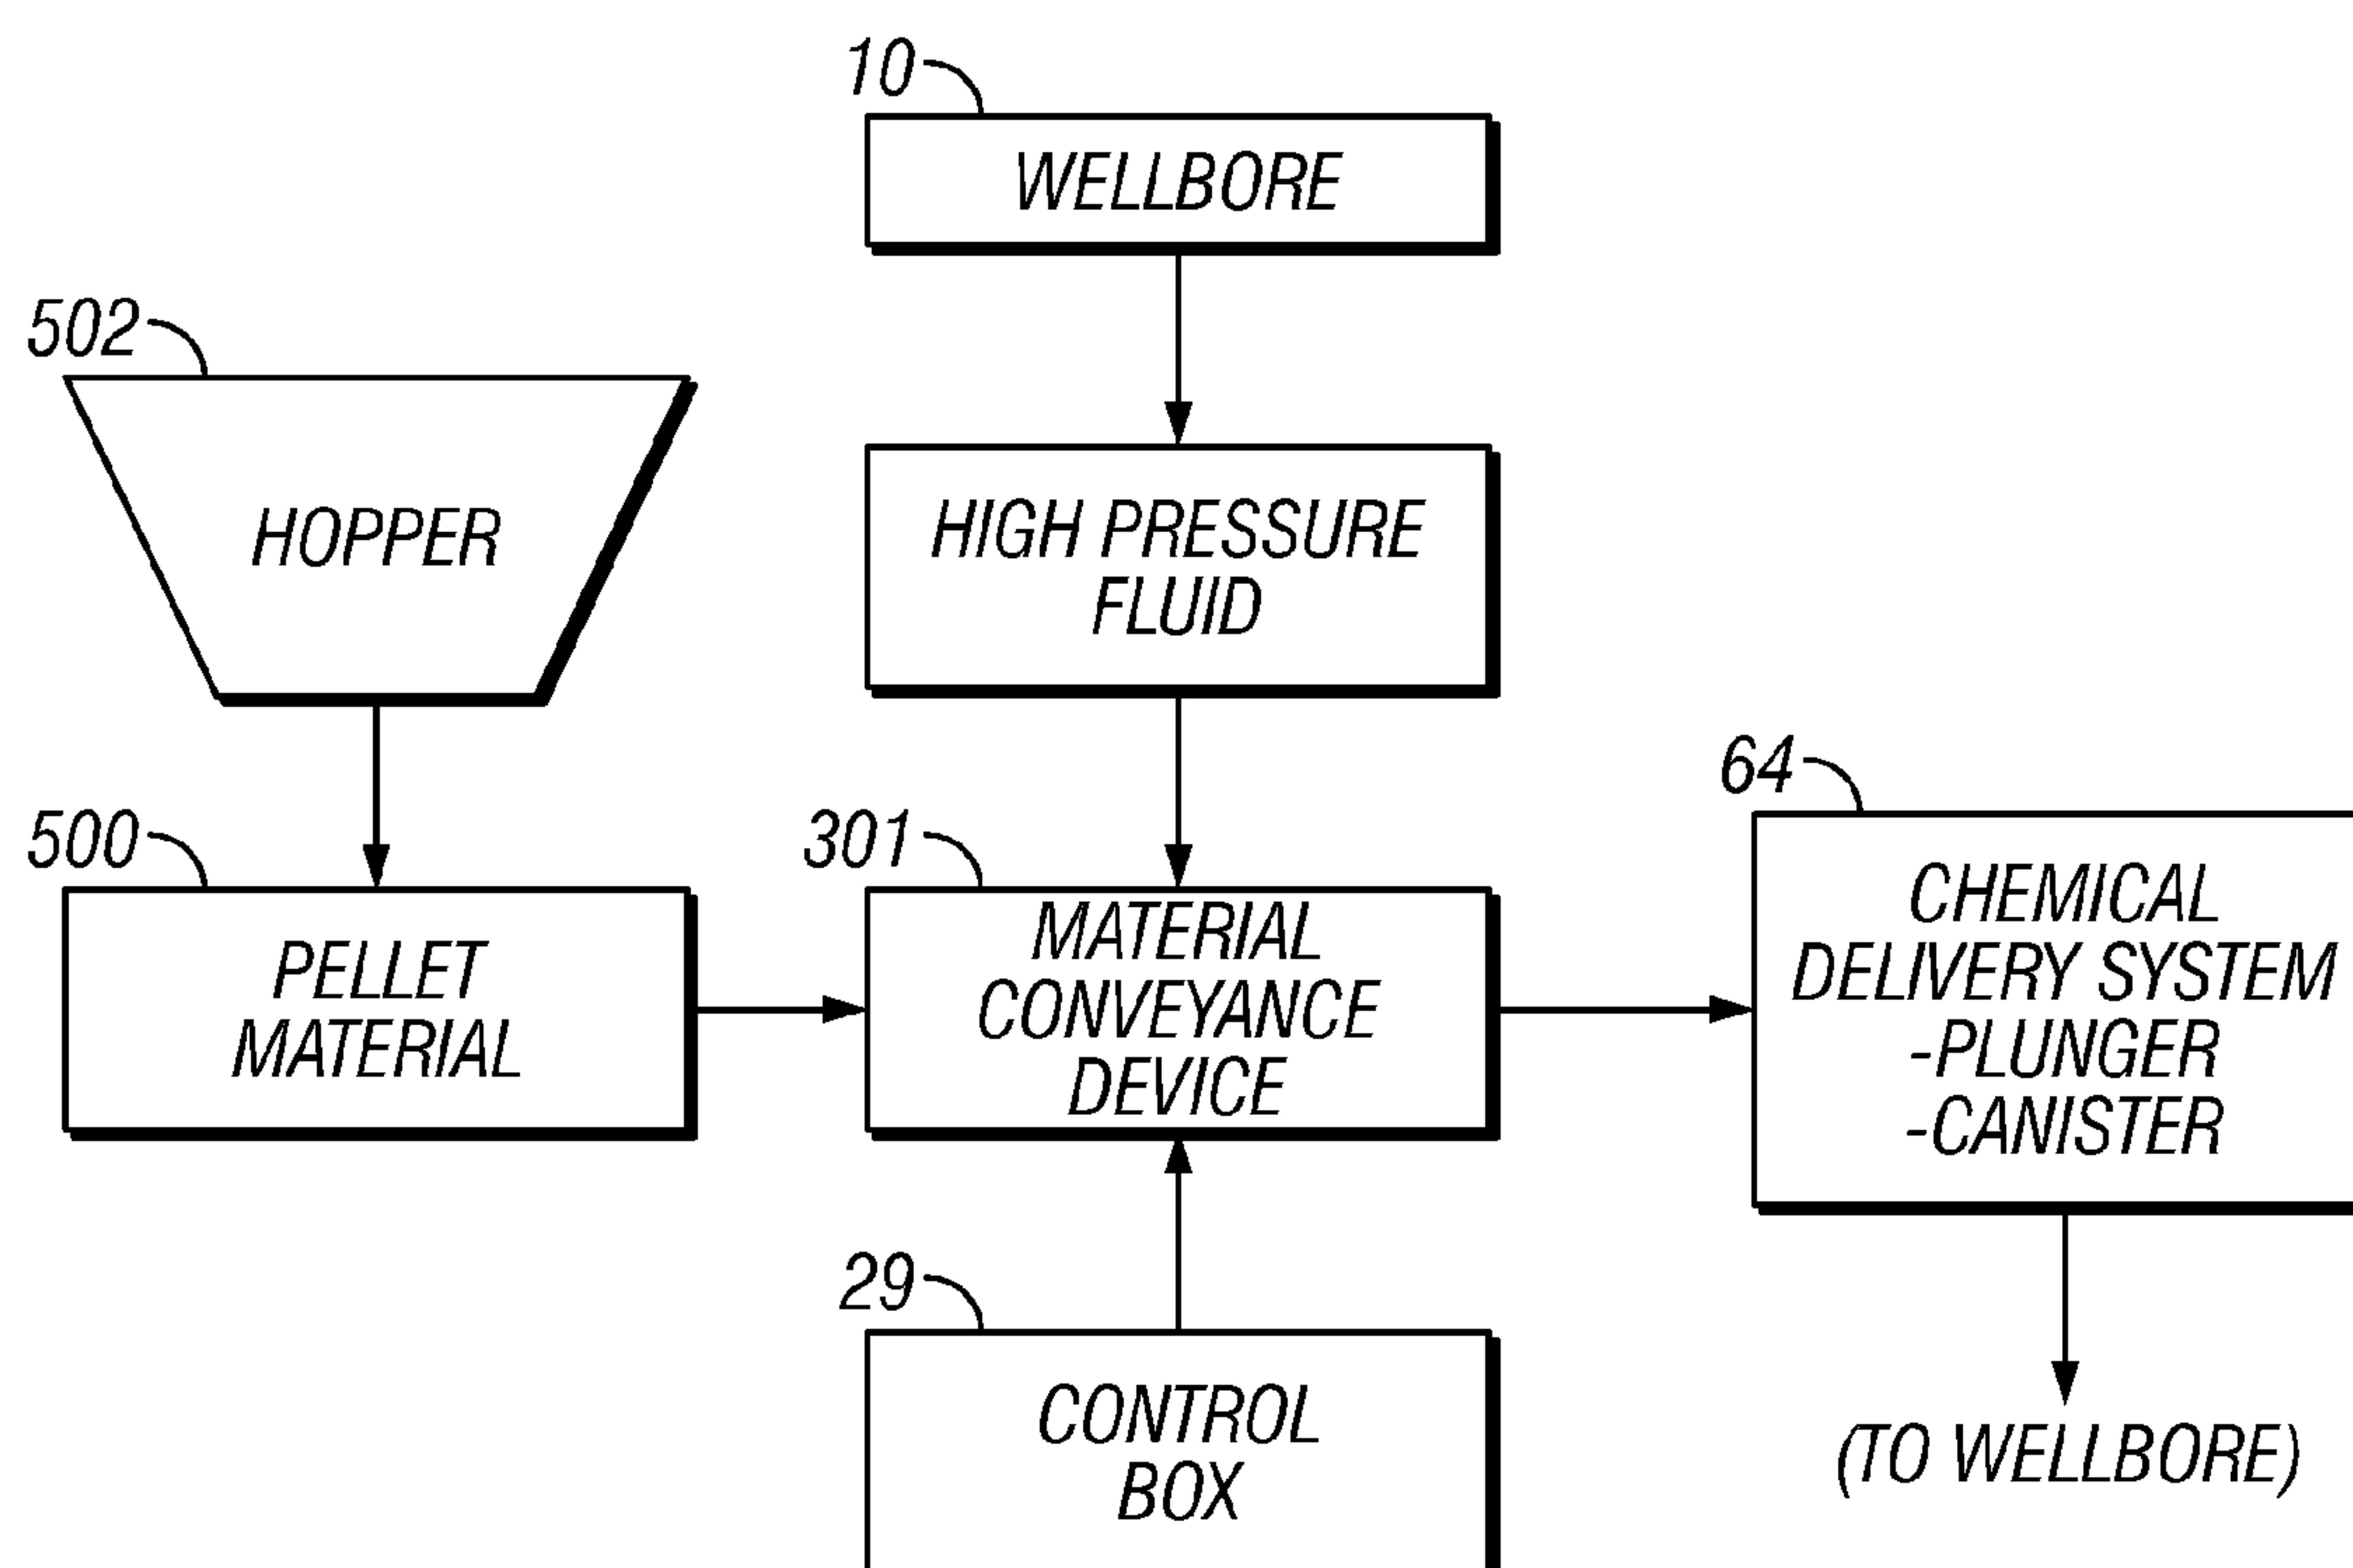 10
WELLBORE
502
HOPPER
HIGH PRESSURE
FLUID
500
PELLET
MATERIAL
301
MATERIAL
CONVEYANCE
DEVICE
64
CHEMICAL
DELIVERY SYSTEM
-PLUNGER
-CANISTER
29
CONTROL
BOX
(TO WELLBORE)